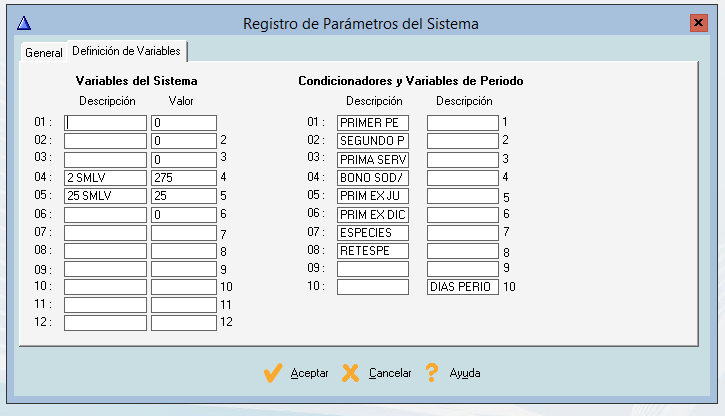 Registro de Parámetros del Sistema
General Definición de Variables
Variables del Sistema Condicionadores y Variables de Periodo
Descripción Valor Descripción Descripción
01 : 0 01 : PRIMER PE 1
02 : 0 2 02 : SEGUNDO P 2
03 : 0 3 03 : PRIMA SERV 3
04 : 2 SMLV 275 4 04 : BONO SOD/ 4
05 : 25 SMLV 25 5 05 : PRIM EX JU 5
06 : 0 6 06 : PRIM EX DIC 6
07 : 7 07 : ESPECIES 7
08 : 8 08 : RETESPE 8
09 : 9 09 : 9
10 : 10 10 : DIAS PERIO 10
11 : 11
12 : 12
Aceptar Cancelar ? Ayuda